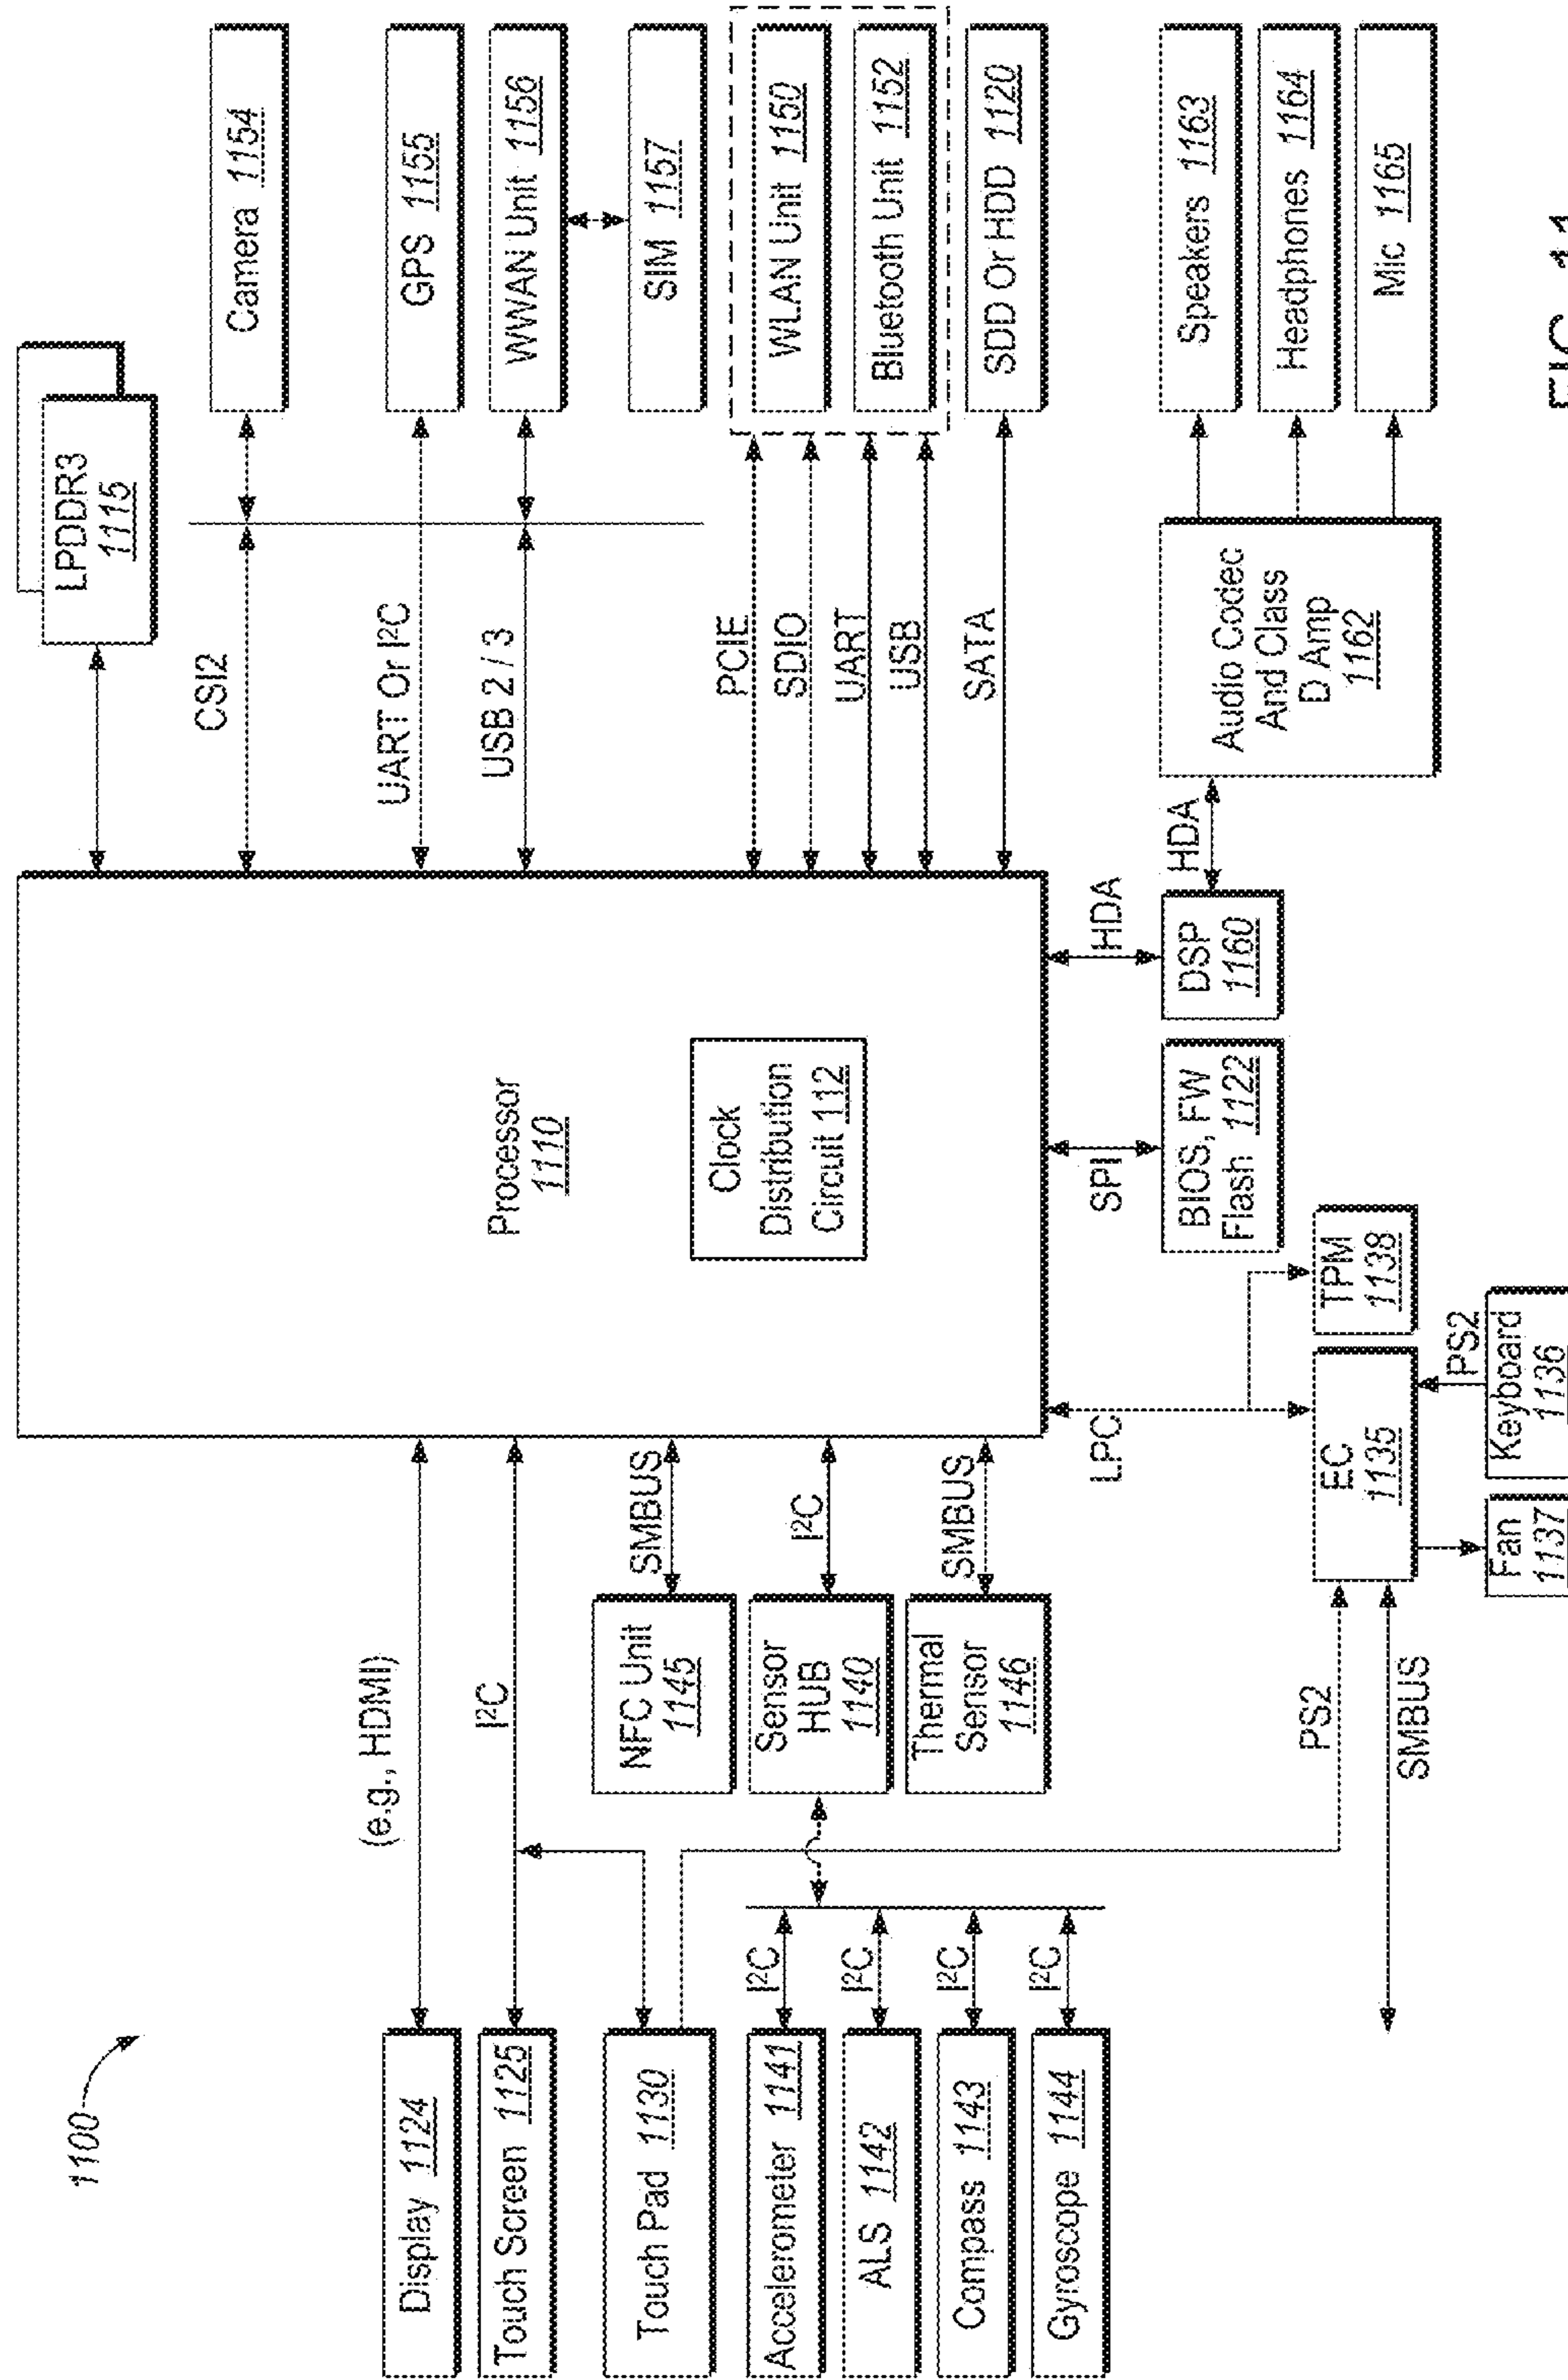 1100
Display 1124
Touch Screen 1125
Touch Pad 1130
Accelerometer 1141
ALS 1142
Compass 1143
Gyroscope 1144
(e.g., HDMI)
I²C
I²C
I²C
I²C
I²C
NFC Unit
1145
Sensor
HUB
1140
Thermal
Sensor
1146
SMBUS
I²C
SMBUS
PS2
SMBUS
Processor
1110
Clock
Distribution
Circuit 112
LPC
EC
1135
TPM
1138
Fan
1137
Keyboard
1136
PS2
SPI
BIOS, FW
Flash 1122
HDA
DSP
1160
HDA
Audio Codec
And Class
D Amp
1162
LPDDR3
1115
CSI2
UART Or I²C
USB 2 / 3
PCIE
SDIO
UART
USB
SATA
Camera 1154
GPS 1155
WWAN Unit 1156
SIM 1157
WLAN Unit 1150
Bluetooth Unit 1152
SDD Or HDD 1120
Speakers 1163
Headphones 1164
Mic 1165
FIG. 11